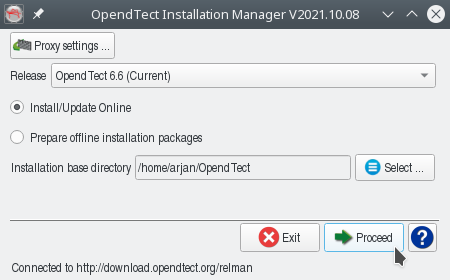 OpendTect Installation Manager V2021.10.08
Proxy settings ...
Release OpendTect 6.6 (Current)
Install/Update Online
Prepare offline installation packages
Installation base directory /home/arjan/OpendTect Select ...
Exit Proceed ?
Connected to http://download.opendtect.org/relman